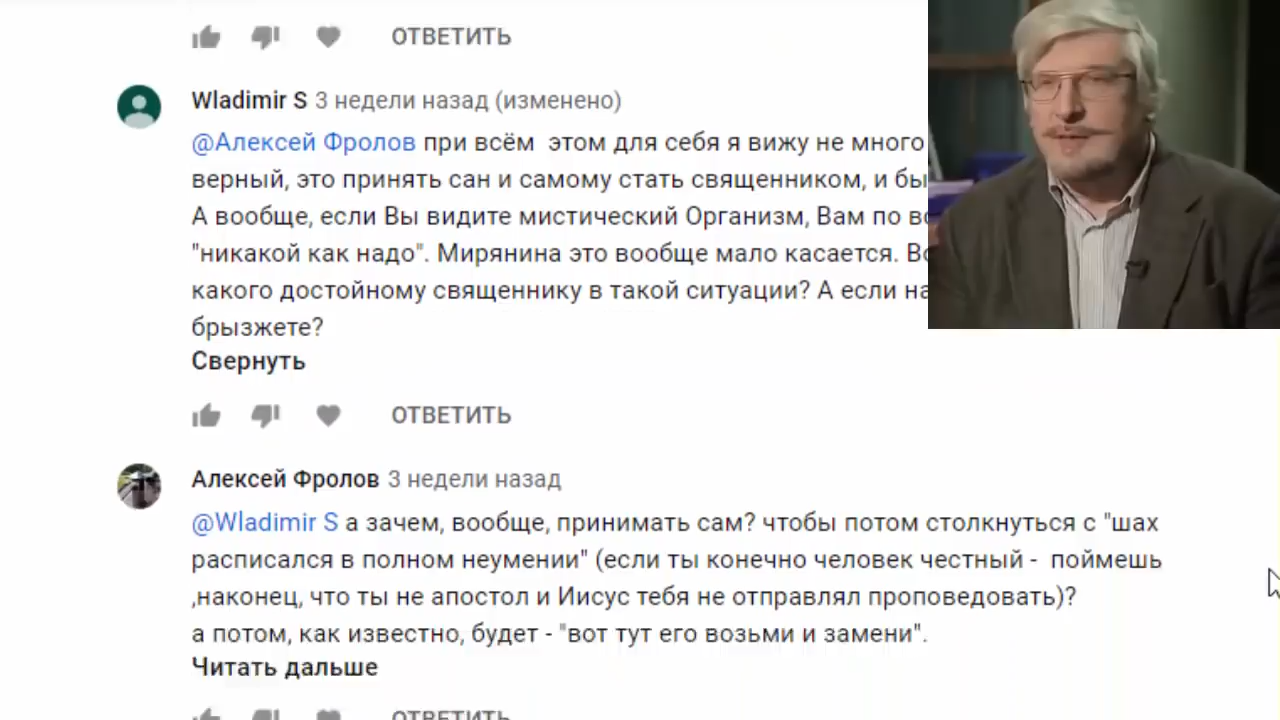 ОТВЕТИТЬ
Wladimir S 3 недели назад (изменено)
@Алексей Фролов при всём этом для себя я вижу не много
верный, это принять сан и самому стать священником, и бы
А вообще, если Вы видите мистический Организм, Вам по во
"никакой как надо". Мирянина это вообще мало касается. Во
какого достойному священнику в такой ситуации? А если на
брызжете?
Свернуть
ОТВЕТИТЬ
Алексей Фролов 3 недели назад
@Wladimir S а зачем, вообще, принимать сам? чтобы потом столкнуться с "шах
расписался в полном неумении" (если ты конечно человек честный - поймешь
,наконец, что ты не апостол и Иисус тебя не отправлял проповедовать)?
а потом, как известно, будет - "вот тут его возьми и замени".
Читать дальше
ОТВЕТИТЬ